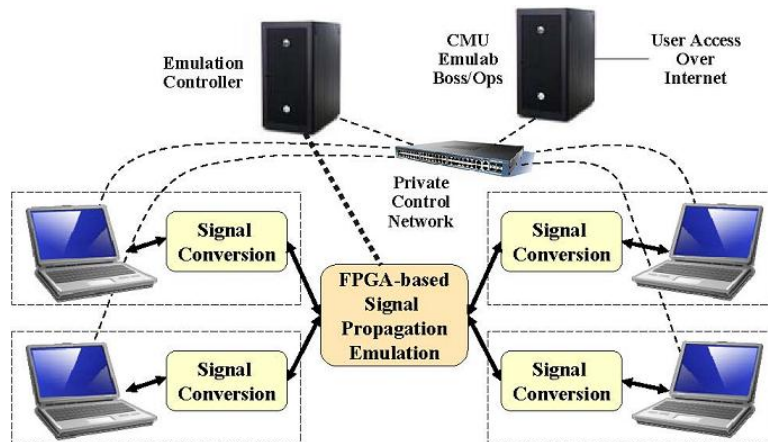 Emulation
Controller
CMU
Emulab
Boss/Ops
User Access
Over
Internet
Private
Control
Network
Signal
Conversion
Signal
Conversion
FPGA-based
Signal
Propagation
Emulation
Signal
Conversion
Signal
Conversion